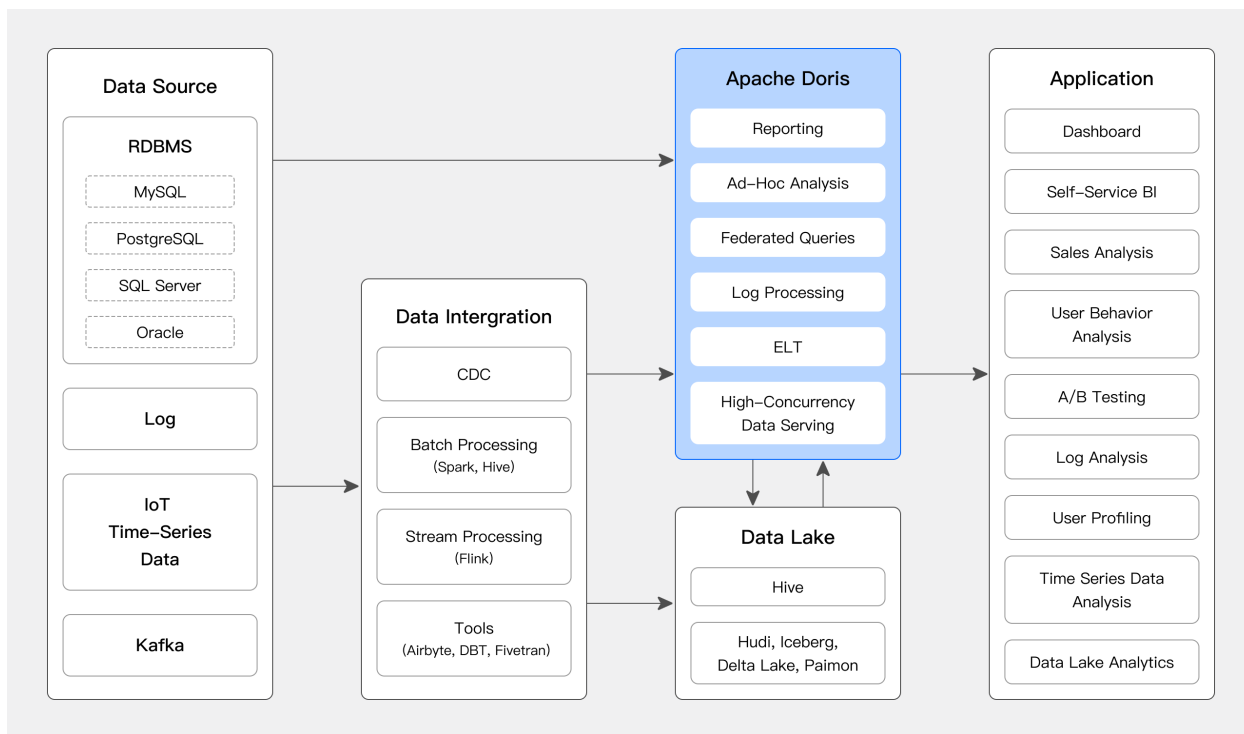 Data Source
RDBMS
MySQL
PostgreSQL
SQL Server
Oracle
Log
IoT
Time-Series
Data
Kafka
Data Intergration
CDC
Batch Processing
(Spark, Hive)
Stream Processing
(Flink)
Tools
(Airbyte, DBT, Fivetran)
Apache Doris
Reporting
Ad-Hoc Analysis
Federated Queries
Log Processing
ELT
High-Concurrency
Data Serving
Data Lake
Hive
Hudi, Iceberg,
Delta Lake, Paimon
Application
Dashboard
Self-Service BI
Sales Analysis
User Behavior
Analysis
A/B Testing
Log Analysis
User Profiling
Time Series Data
Analysis
Data Lake Analytics